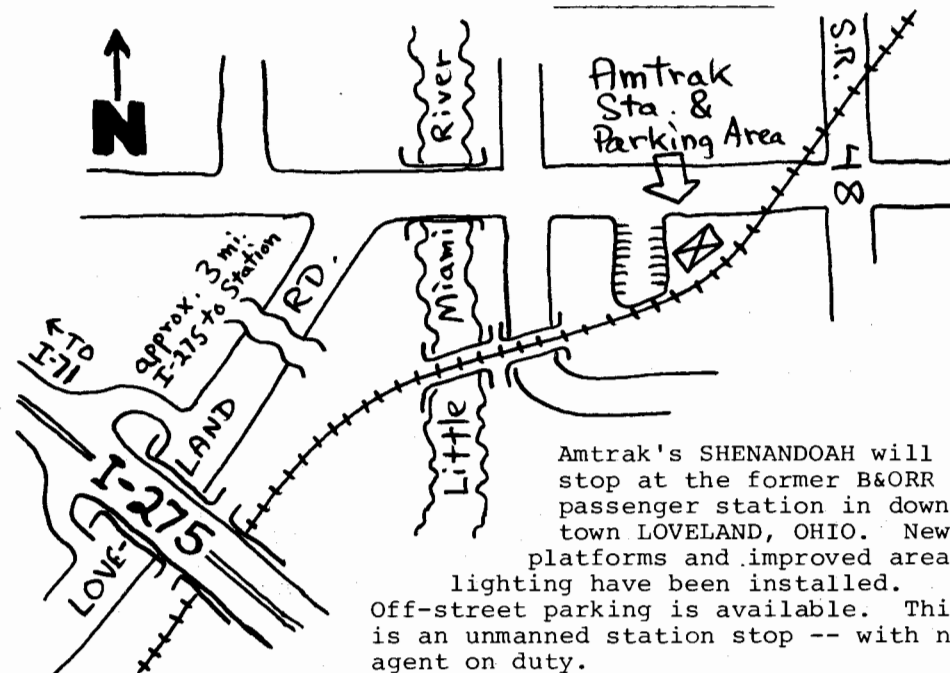 N
River
Amtrak
Sta. &
Parking Area
S.R. 48
approx. 3 mi.
I-275 to Station
RD.
Miami
TO
I-71
LAND
Little
I-275
LOVE-
Amtrak's SHENANDOAH will
stop at the former B&ORR
passenger station in down
town LOVELAND, OHIO. New
platforms and improved area
lighting have been installed.
Off-street parking is available. Thi
is an unmanned station stop -- with n
agent on duty.